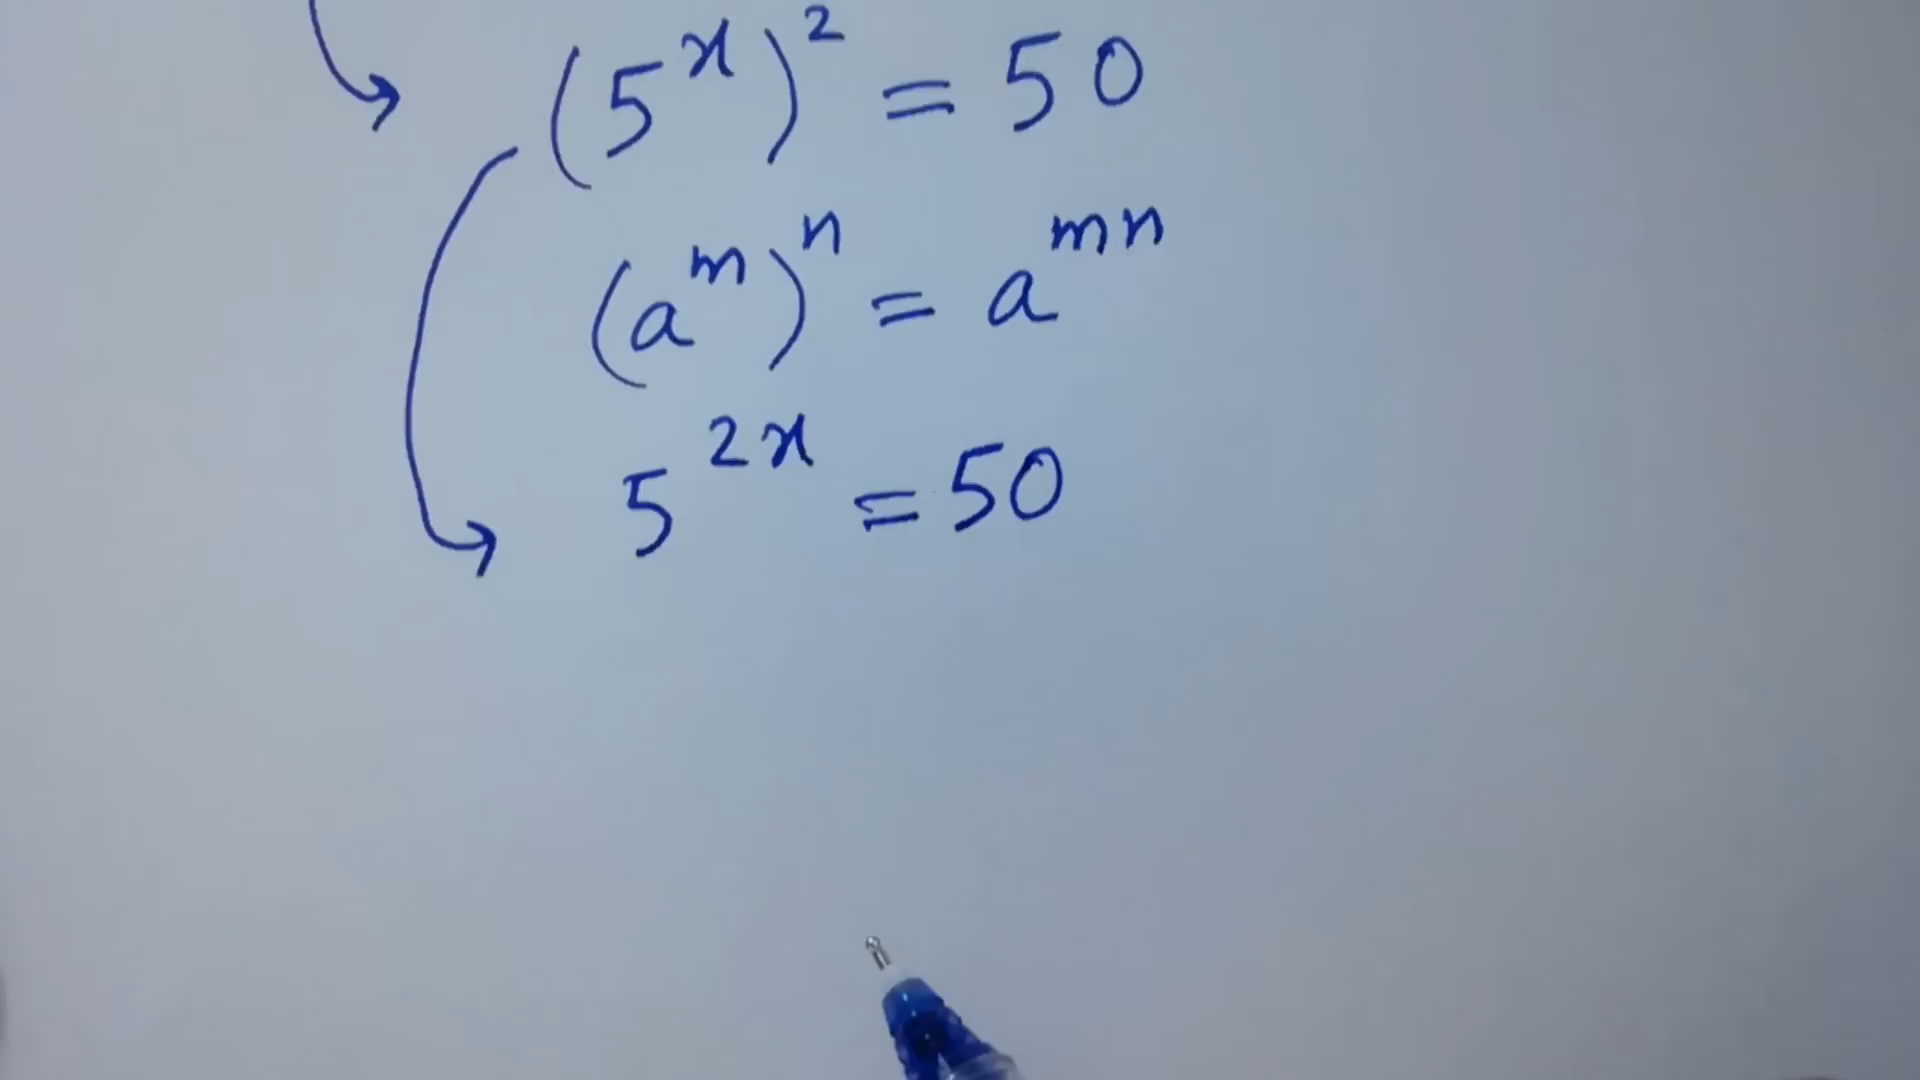 (5^x)^2 = 50
(a^m)^n = a^mn
5^2x = 50